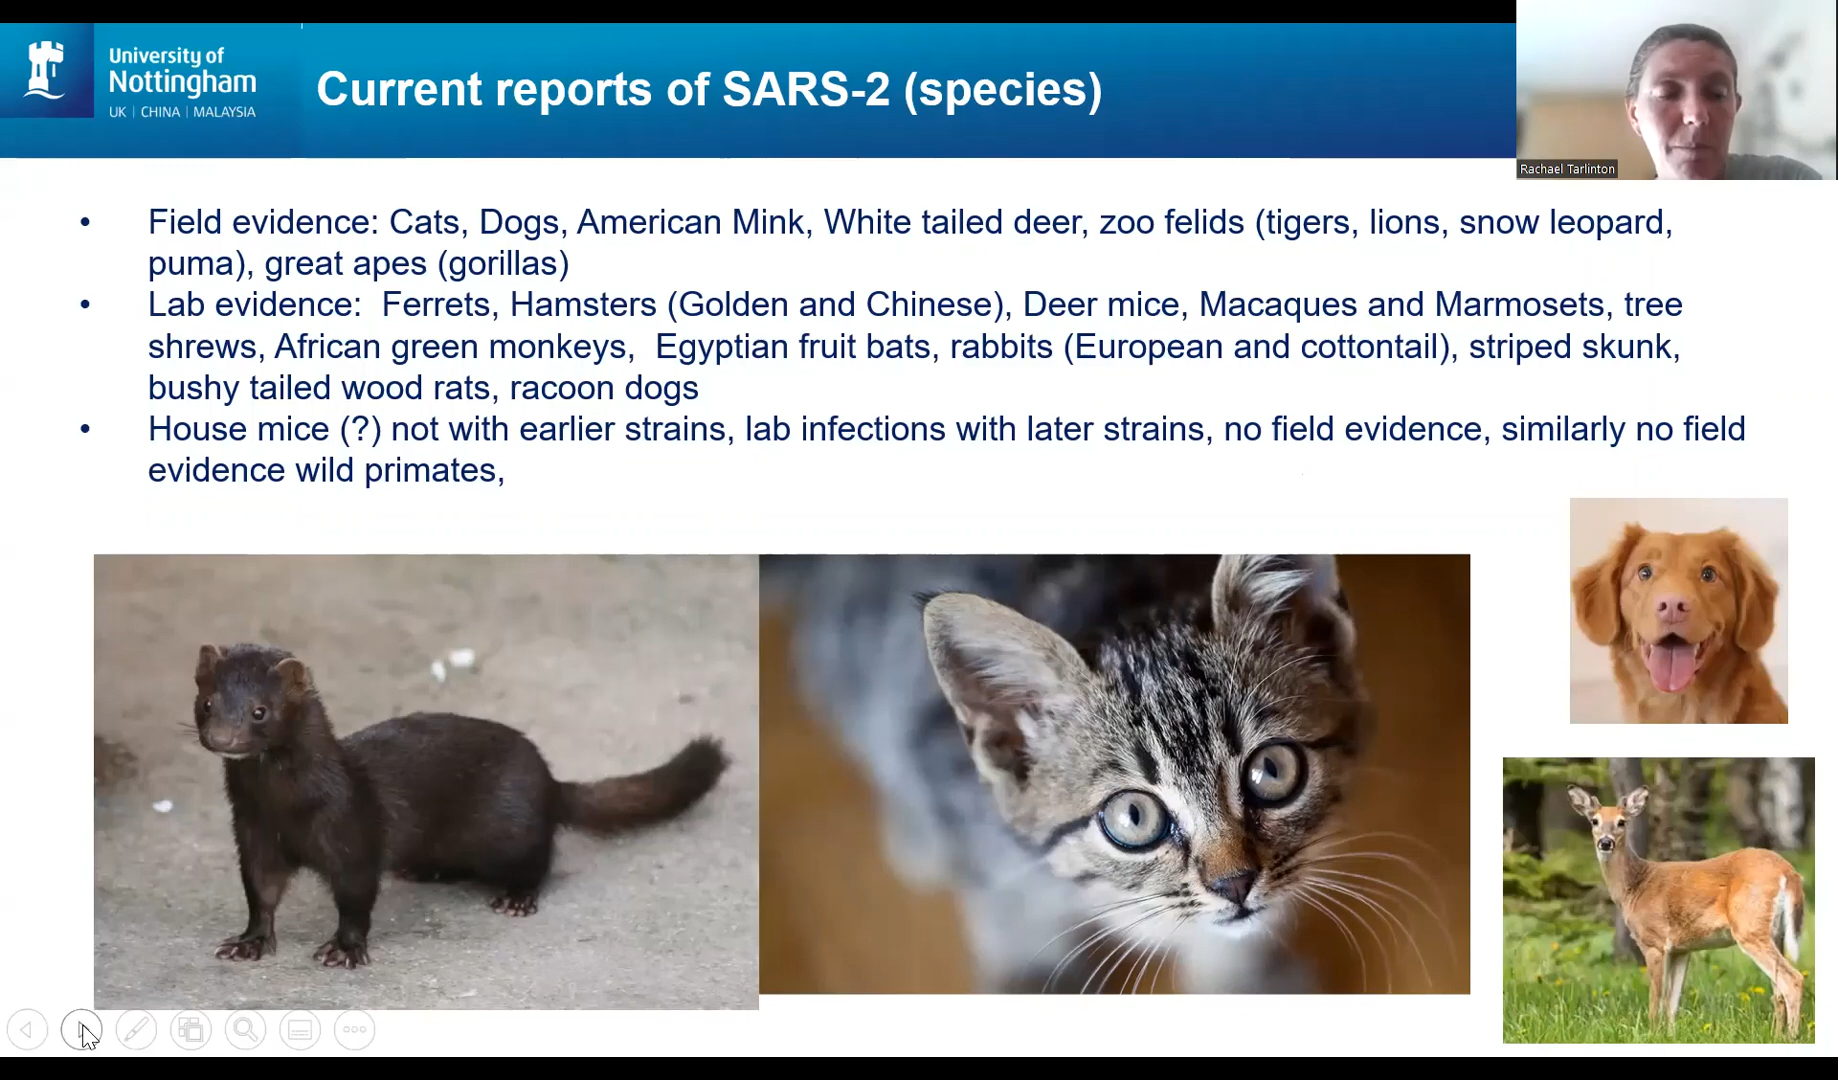 University of
Nottingham
UK | CHINA | MALAYSIA
Current reports of SARS-2 (species)
Rachael Tarlinton
• Field evidence: Cats, Dogs, American Mink, White tailed deer, zoo felids (tigers, lions, snow leopard,
puma), great apes (gorillas)
• Lab evidence:  Ferrets, Hamsters (Golden and Chinese), Deer mice, Macaques and Marmosets, tree
shrews, African green monkeys,  Egyptian fruit bats, rabbits (European and cottontail), striped skunk,
bushy tailed wood rats, racoon dogs
• House mice (?) not with earlier strains, lab infections with later strains, no field evidence, similarly no field
evidence wild primates,